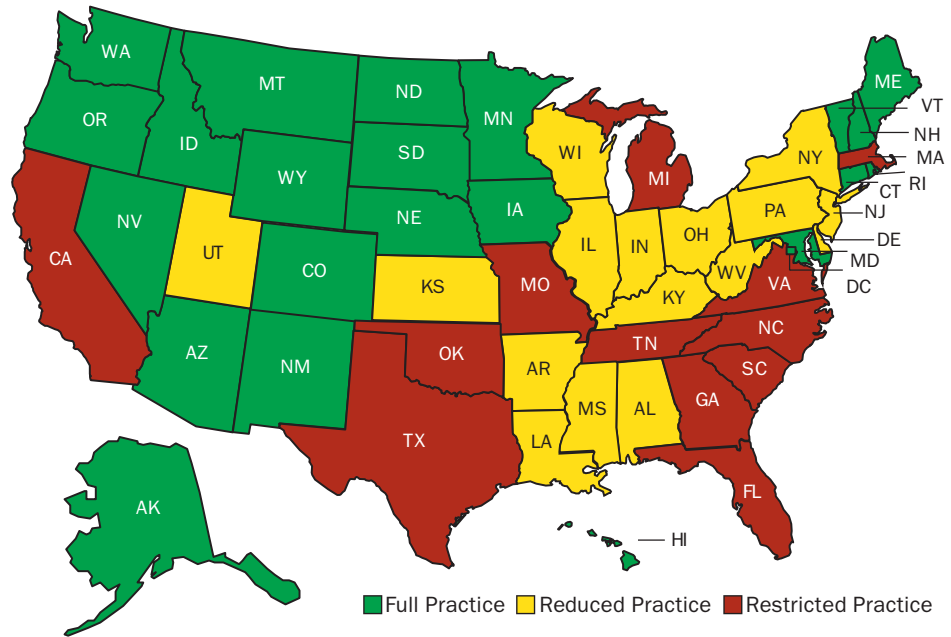 WA
MT
ND
MN
ME
VT
OR
ID
SD
WI
NH
MA
WY
MI
NY
RI
CT
NV
NE
IA
PA
NJ
UT
IL
IN
OH
DE
CA
CO
KS
MO
WV
MD
KY
VA
DC
AZ
NM
OK
AR
TN
NC
SC
TX
LA
MS
AL
GA
AK
FL
HI
Full Practice Reduced Practice Restricted Practice